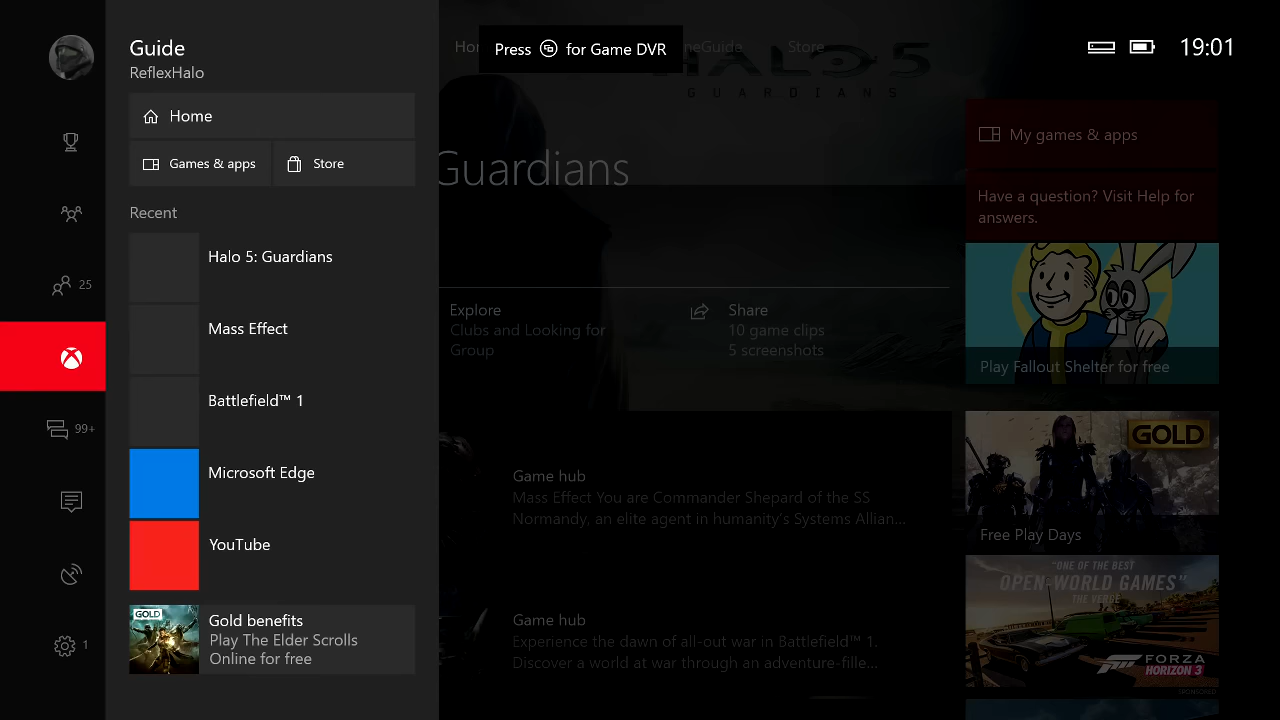 Guide
ReflexHalo
Home
Games & apps
Store
Recent
Halo 5: Guardians
Mass Effect
Battlefield™ 1
Microsoft Edge
YouTube
GOLD
Gold benefits
Play The Elder Scrolls
Online for free
25
99+
1
Press for Game DVR
Store
19:01
HALO 5
GUARDIANS
Guardians
Explore
Clubs and Looking for
Group
Share
10 game clips
5 screenshots
Game hub
Mass Effect You are Commander Shepard of the SS
Normandy, an elite agent in humanity's Systems Allian...
Game hub
Experience the dawn of all-out war in Battlefield™ 1.
Discover a world at war through an adventure-fille...
My games & apps
Have a question? Visit Help for
answers.
Play Fallout Shelter for free
GOLD
Free Play Days
"ONE OF THE BEST
OPEN-WORLD GAMES"
THE VERGE
FORZA
HORIZON 3
SPONSORED